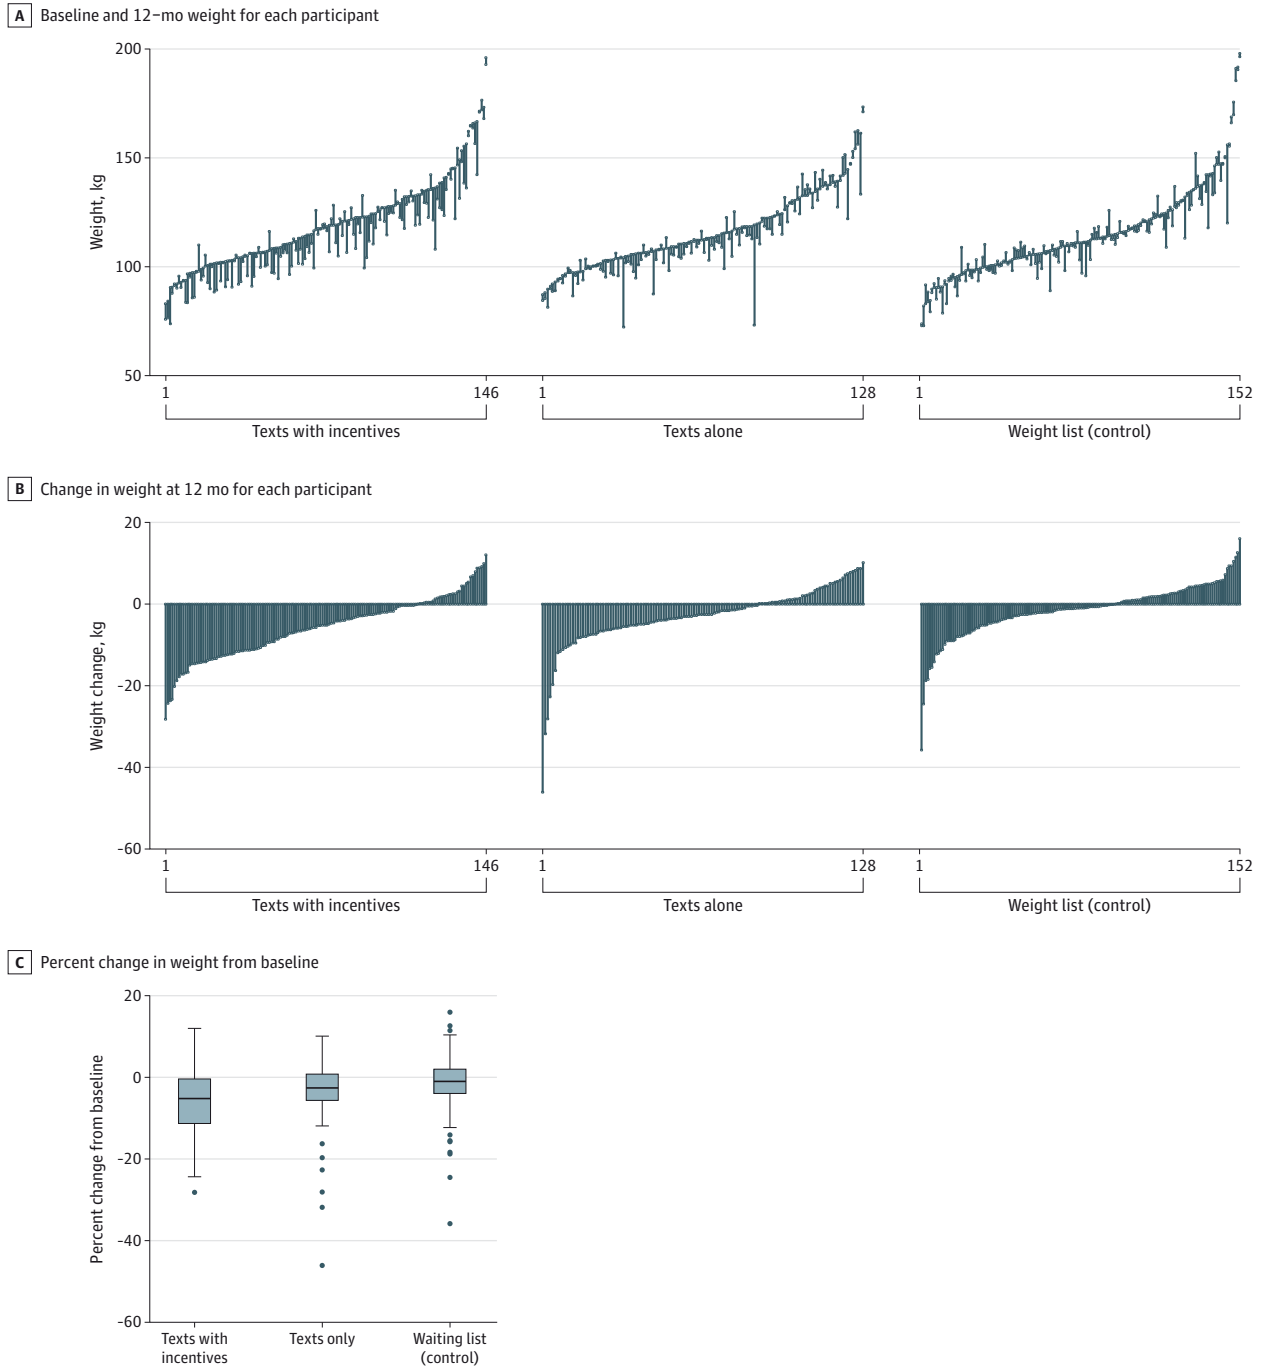 A Baseline and 12-mo weight for each participant
200
150
100
50
Weight, kg
1 146 1 128 1 152
Texts with incentives Texts alone Weight list (control)
B Change in weight at 12 mo for each participant
20
0
-20
-40
-60
Weight change, kg
1 146 1 128 1 152
Texts with incentives Texts alone Weight list (control)
C Percent change in weight from baseline
20
0
-20
-40
-60
Percent change from baseline
Texts with Texts only Waiting list
incentives (control)